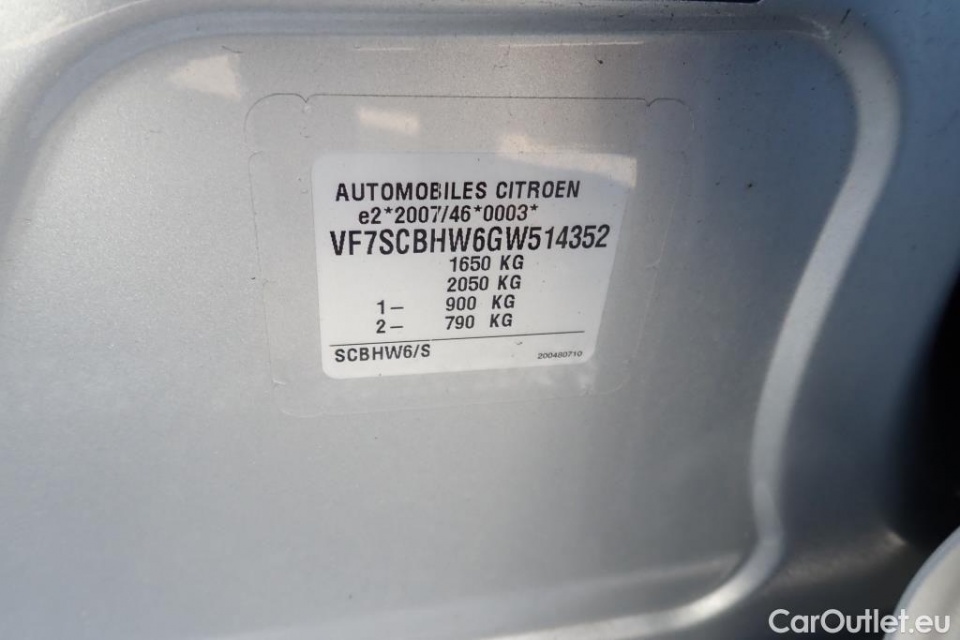 AUTOMOBILES CITROEN
e2*2007/46*0003*
VF7SCBHW6GW514352
1650 KG
2050 KG
1– 900 KG
2– 790 KG
SCBHW6/S 200480710
CarOutlet.eu